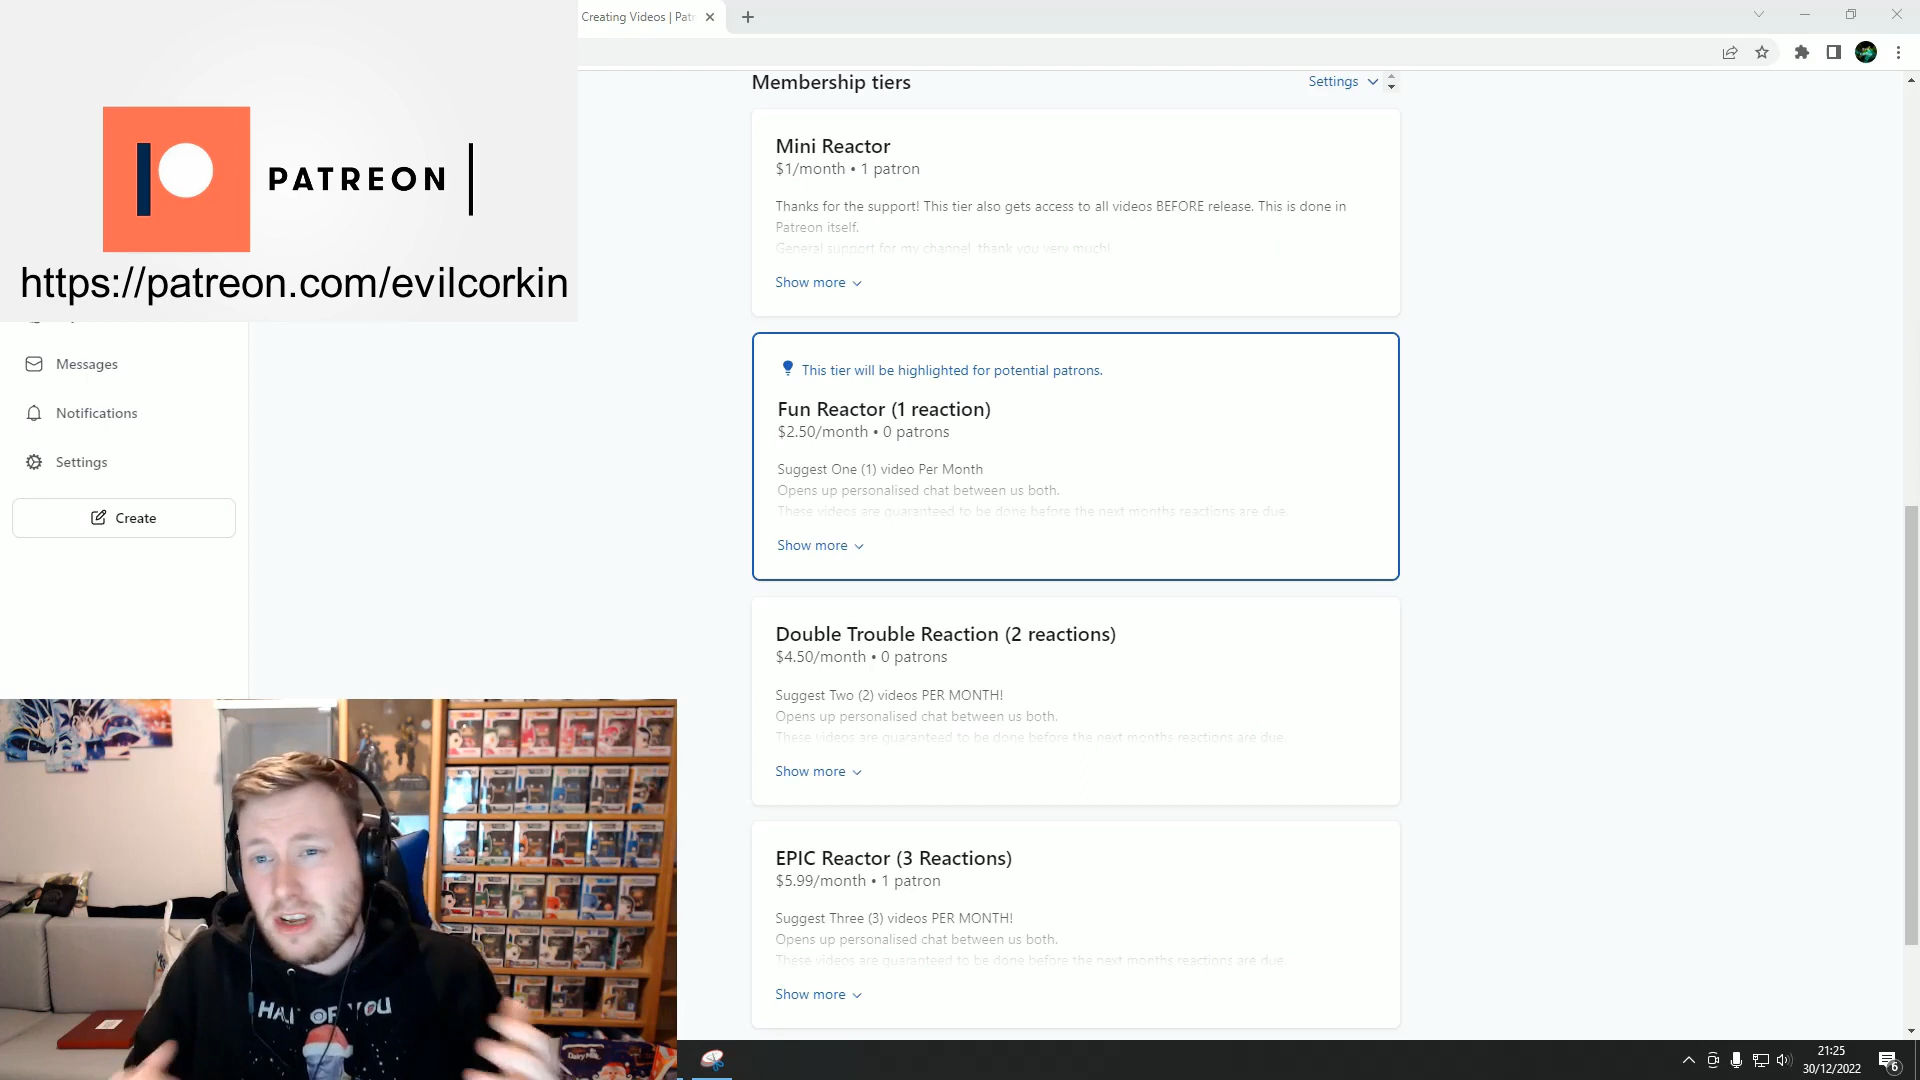 Creating Videos | Patr
PATREON
https://patreon.com/evilcorkin
Messages
Notifications
Settings
Create
Membership tiers
Settings
Mini Reactor
$1/month • 1 patron
Thanks for the support! This tier also gets access to all videos BEFORE release. This is done in
Patreon itself.
General support for my channel, thank you very much!
Show more
This tier will be highlighted for potential patrons.
Fun Reactor (1 reaction)
$2.50/month • 0 patrons
Suggest One (1) video Per Month
Opens up personalised chat between us both.
These videos are guaranteed to be done before the next months reactions are due.
Show more
Double Trouble Reaction (2 reactions)
$4.50/month • 0 patrons
Suggest Two (2) videos PER MONTH!
Opens up personalised chat between us both.
These videos are guaranteed to be done before the next months reactions are due.
Show more
EPIC Reactor (3 Reactions)
$5.99/month • 1 patron
Suggest Three (3) videos PER MONTH!
Opens up personalised chat between us both.
These videos are guaranteed to be done before the next months reactions are due.
Show more
OF YOU
Dairy Milk
21:25
30/12/2022
6